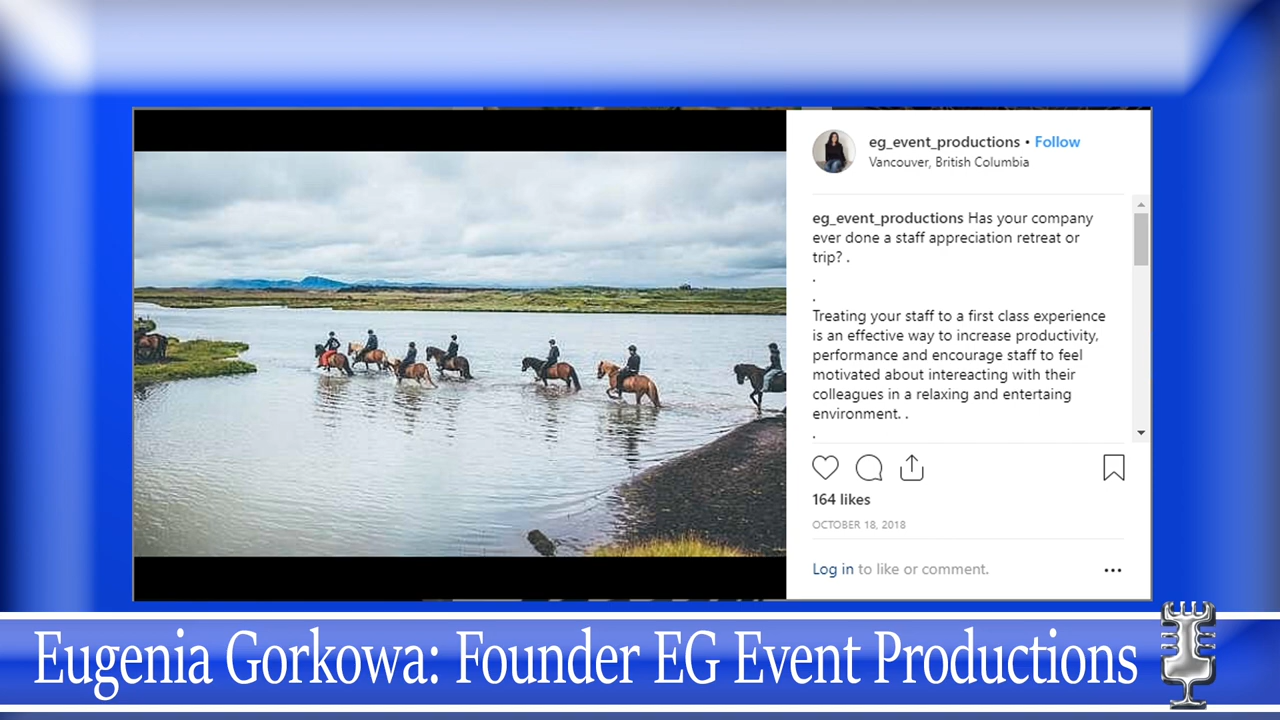 eg_event_productions • Follow
Vancouver, British Columbia
eg_event_productions Has your company
ever done a staff appreciation retreat or
trip? .
.
.
Treating your staff to a first class experience
is an effective way to increase productivity,
performance and encourage staff to feel
motivated about intereacting with their
colleagues in a relaxing and entertaing
environment. .
.
164 likes
OCTOBER 18, 2018
Log in to like or comment.
Eugenia Gorkowa: Founder EG Event Productions